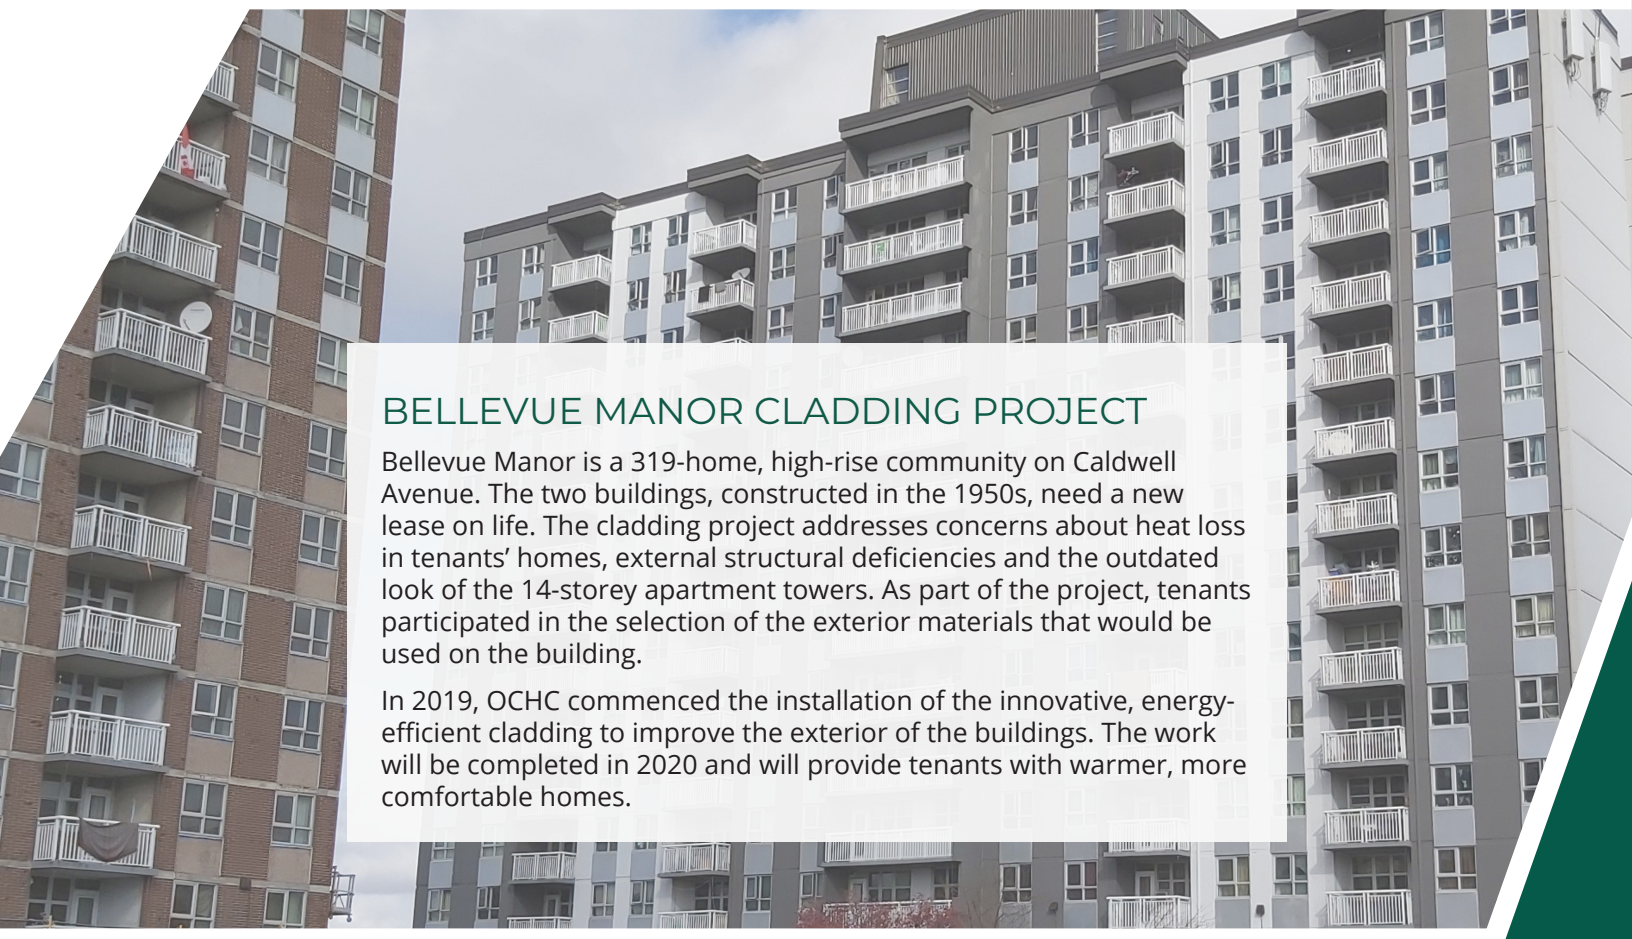 BELLEVUE MANOR CLADDING PROJECT
Bellevue Manor is a 319-home, high-rise community on Caldwell
Avenue. The two buildings, constructed in the 1950s, need a new
lease on life. The cladding project addresses concerns about heat loss
in tenants’ homes, external structural deficiencies and the outdated
look of the 14-storey apartment towers. As part of the project, tenants
participated in the selection of the exterior materials that would be
used on the building.
In 2019, OCHC commenced the installation of the innovative, energy-
efficient cladding to improve the exterior of the buildings. The work
will be completed in 2020 and will provide tenants with warmer, more
comfortable homes.